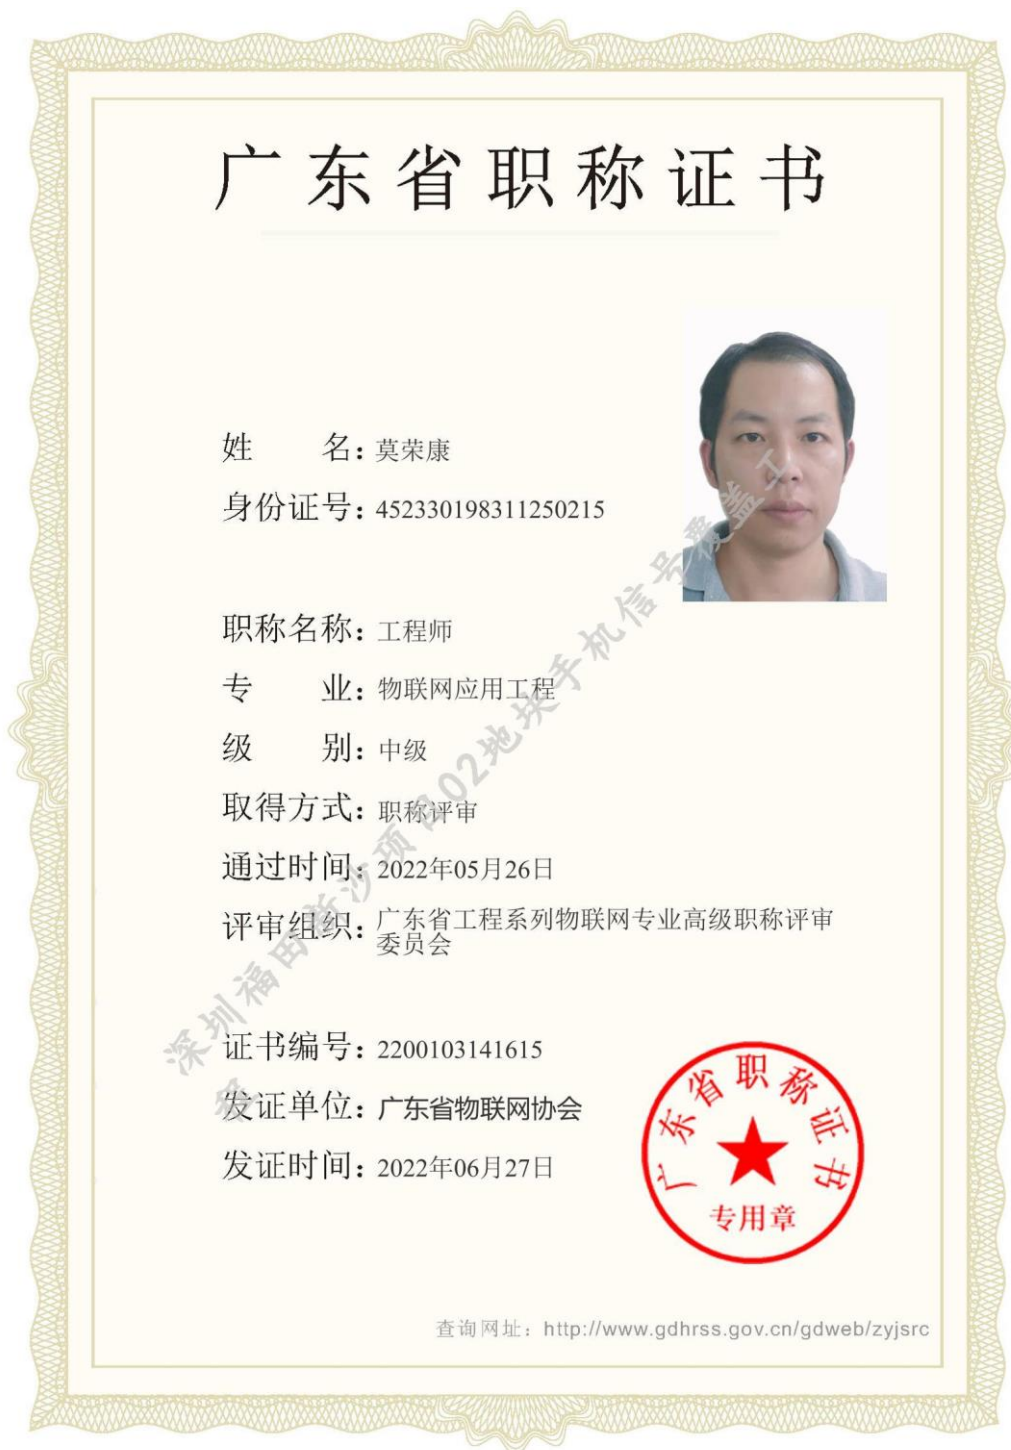 广东省职称证书
姓名：莫荣康
身份证号：452330198311250215
职称名称：工程师
专业：物联网应用工程
级别：中级
取得方式：职称评审
通过时间：2022年05月26日
评审组织：广东省工程系列物联网专业高级职称评审
委员会
证书编号：2200103141615
发证单位：广东省物联网协会
发证时间：2022年06月27日
广东省职称证书
专用章
查询网址：http://www.gdhrss.gov.cn/gdweb/zyjsrc
深圳福田新沙项目02地块手机信号覆盖工
程